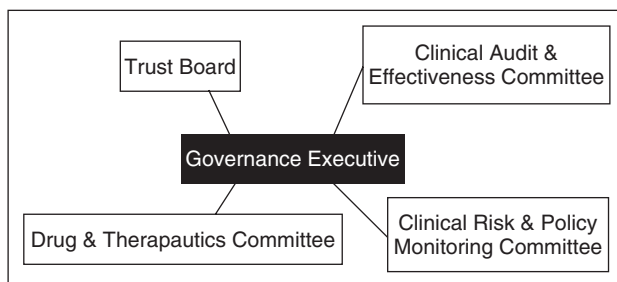 Trust Board
Clinical Audit &
Effectiveness Committee
Governance Executive
Drug & Therapautics Committee
Clinical Risk & Policy
Monitoring Committee